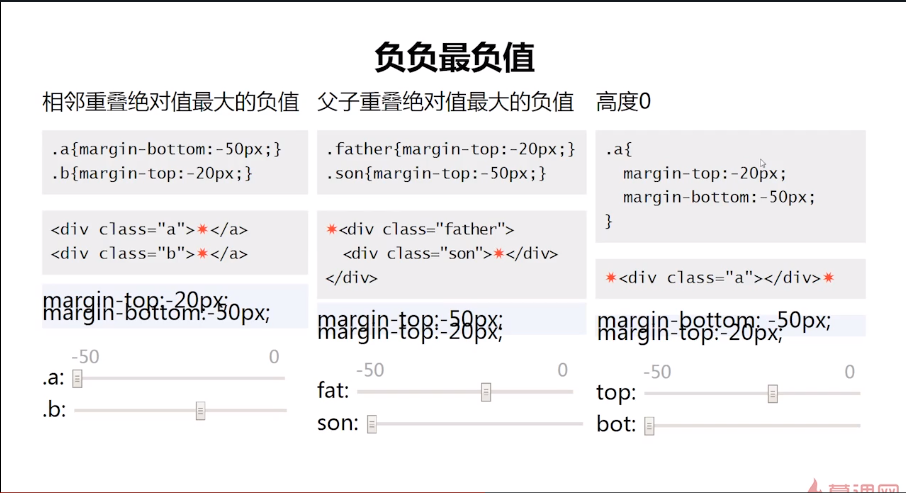 负负最负值
相邻重叠绝对值最大的负值
.a{margin-bottom:-50px;}
.b{margin-top:-20px;}
<div class="a">✷</a>
<div class="b">✷</a>
margin-top:-20px;
margin-bottom:-50px;
-50 0
.a:
.b:
父子重叠绝对值最大的负值
.father{margin-top:-20px;}
.son{margin-top:-50px;}
✷<div class="father">
<div class="son">✷</div>
</div>
margin-top:-50px;
margin-top:-20px;
-50 0
fat:
son:
高度0
.a{
margin-top:-20px;
margin-bottom:-50px;
}
✷<div class="a"></div>✷
margin-bottom: -50px;
margin-top:-20px;
-50 0
top:
bot: